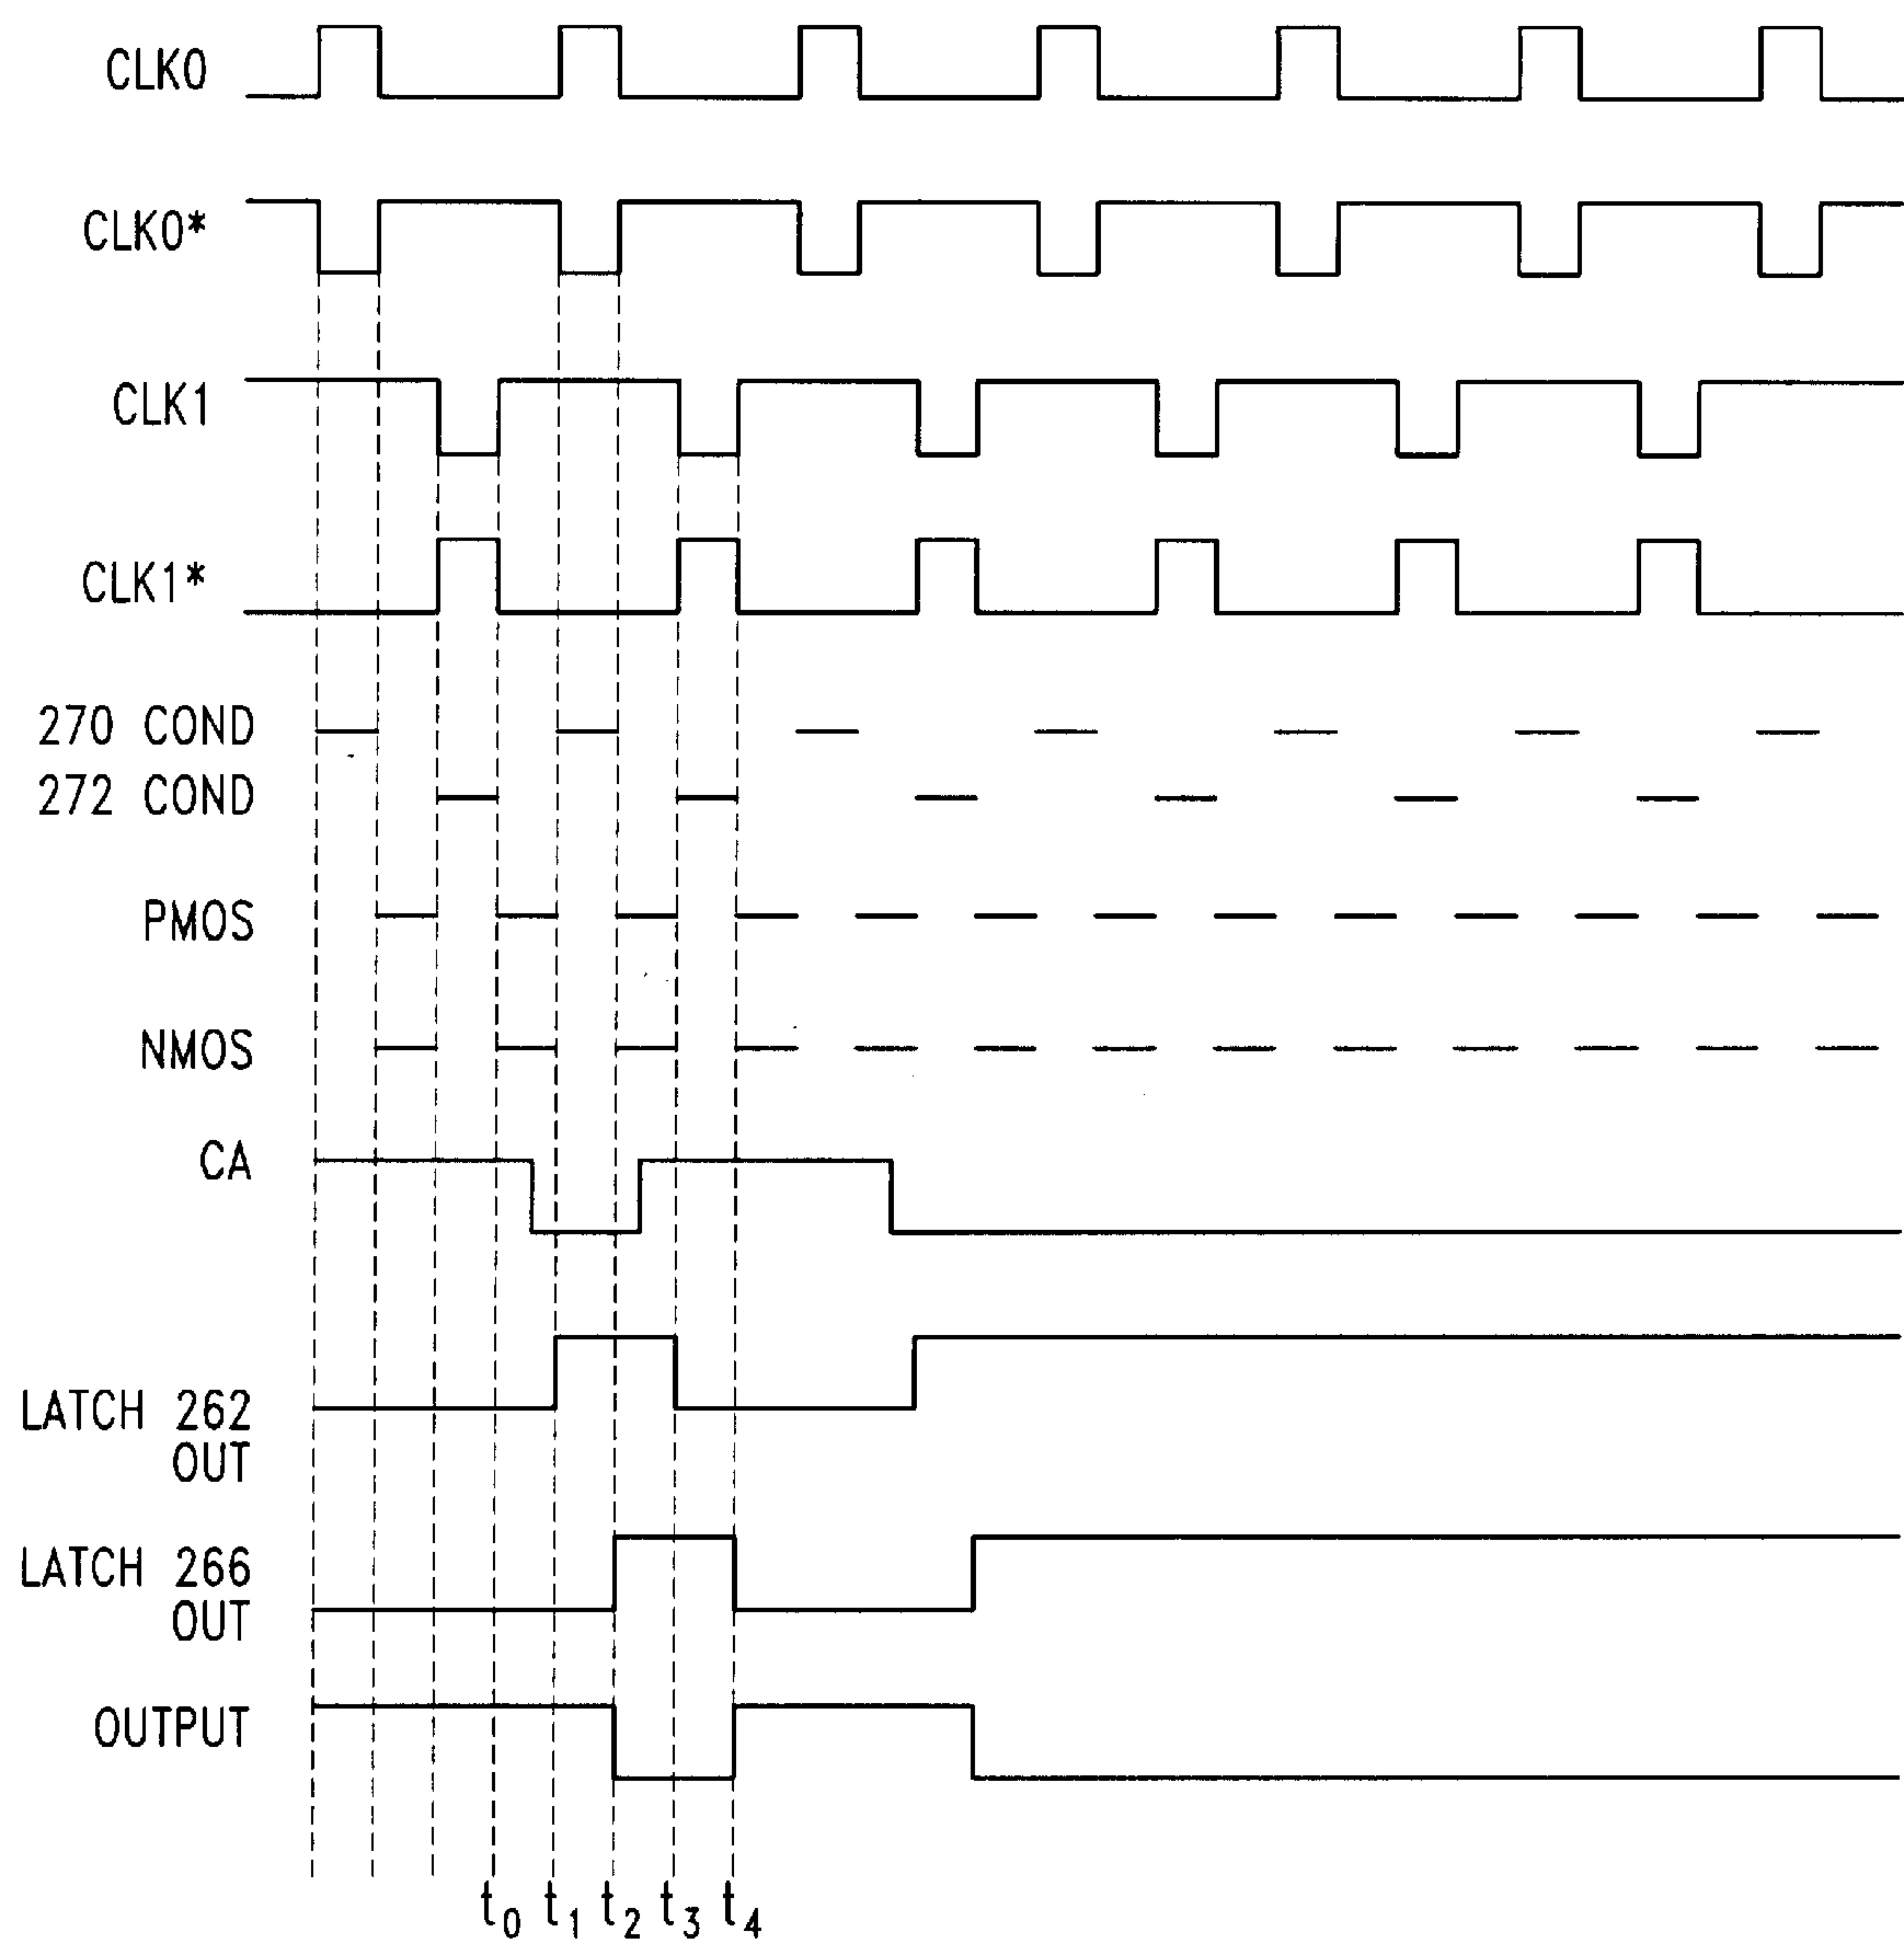 CLK0
CLK0*
CLK1
CLK1*
270 COND
272 COND
PMOS
NMOS
CA
LATCH 262
OUT
LATCH 266
OUT
OUTPUT
t0 t1 t2 t3 t4